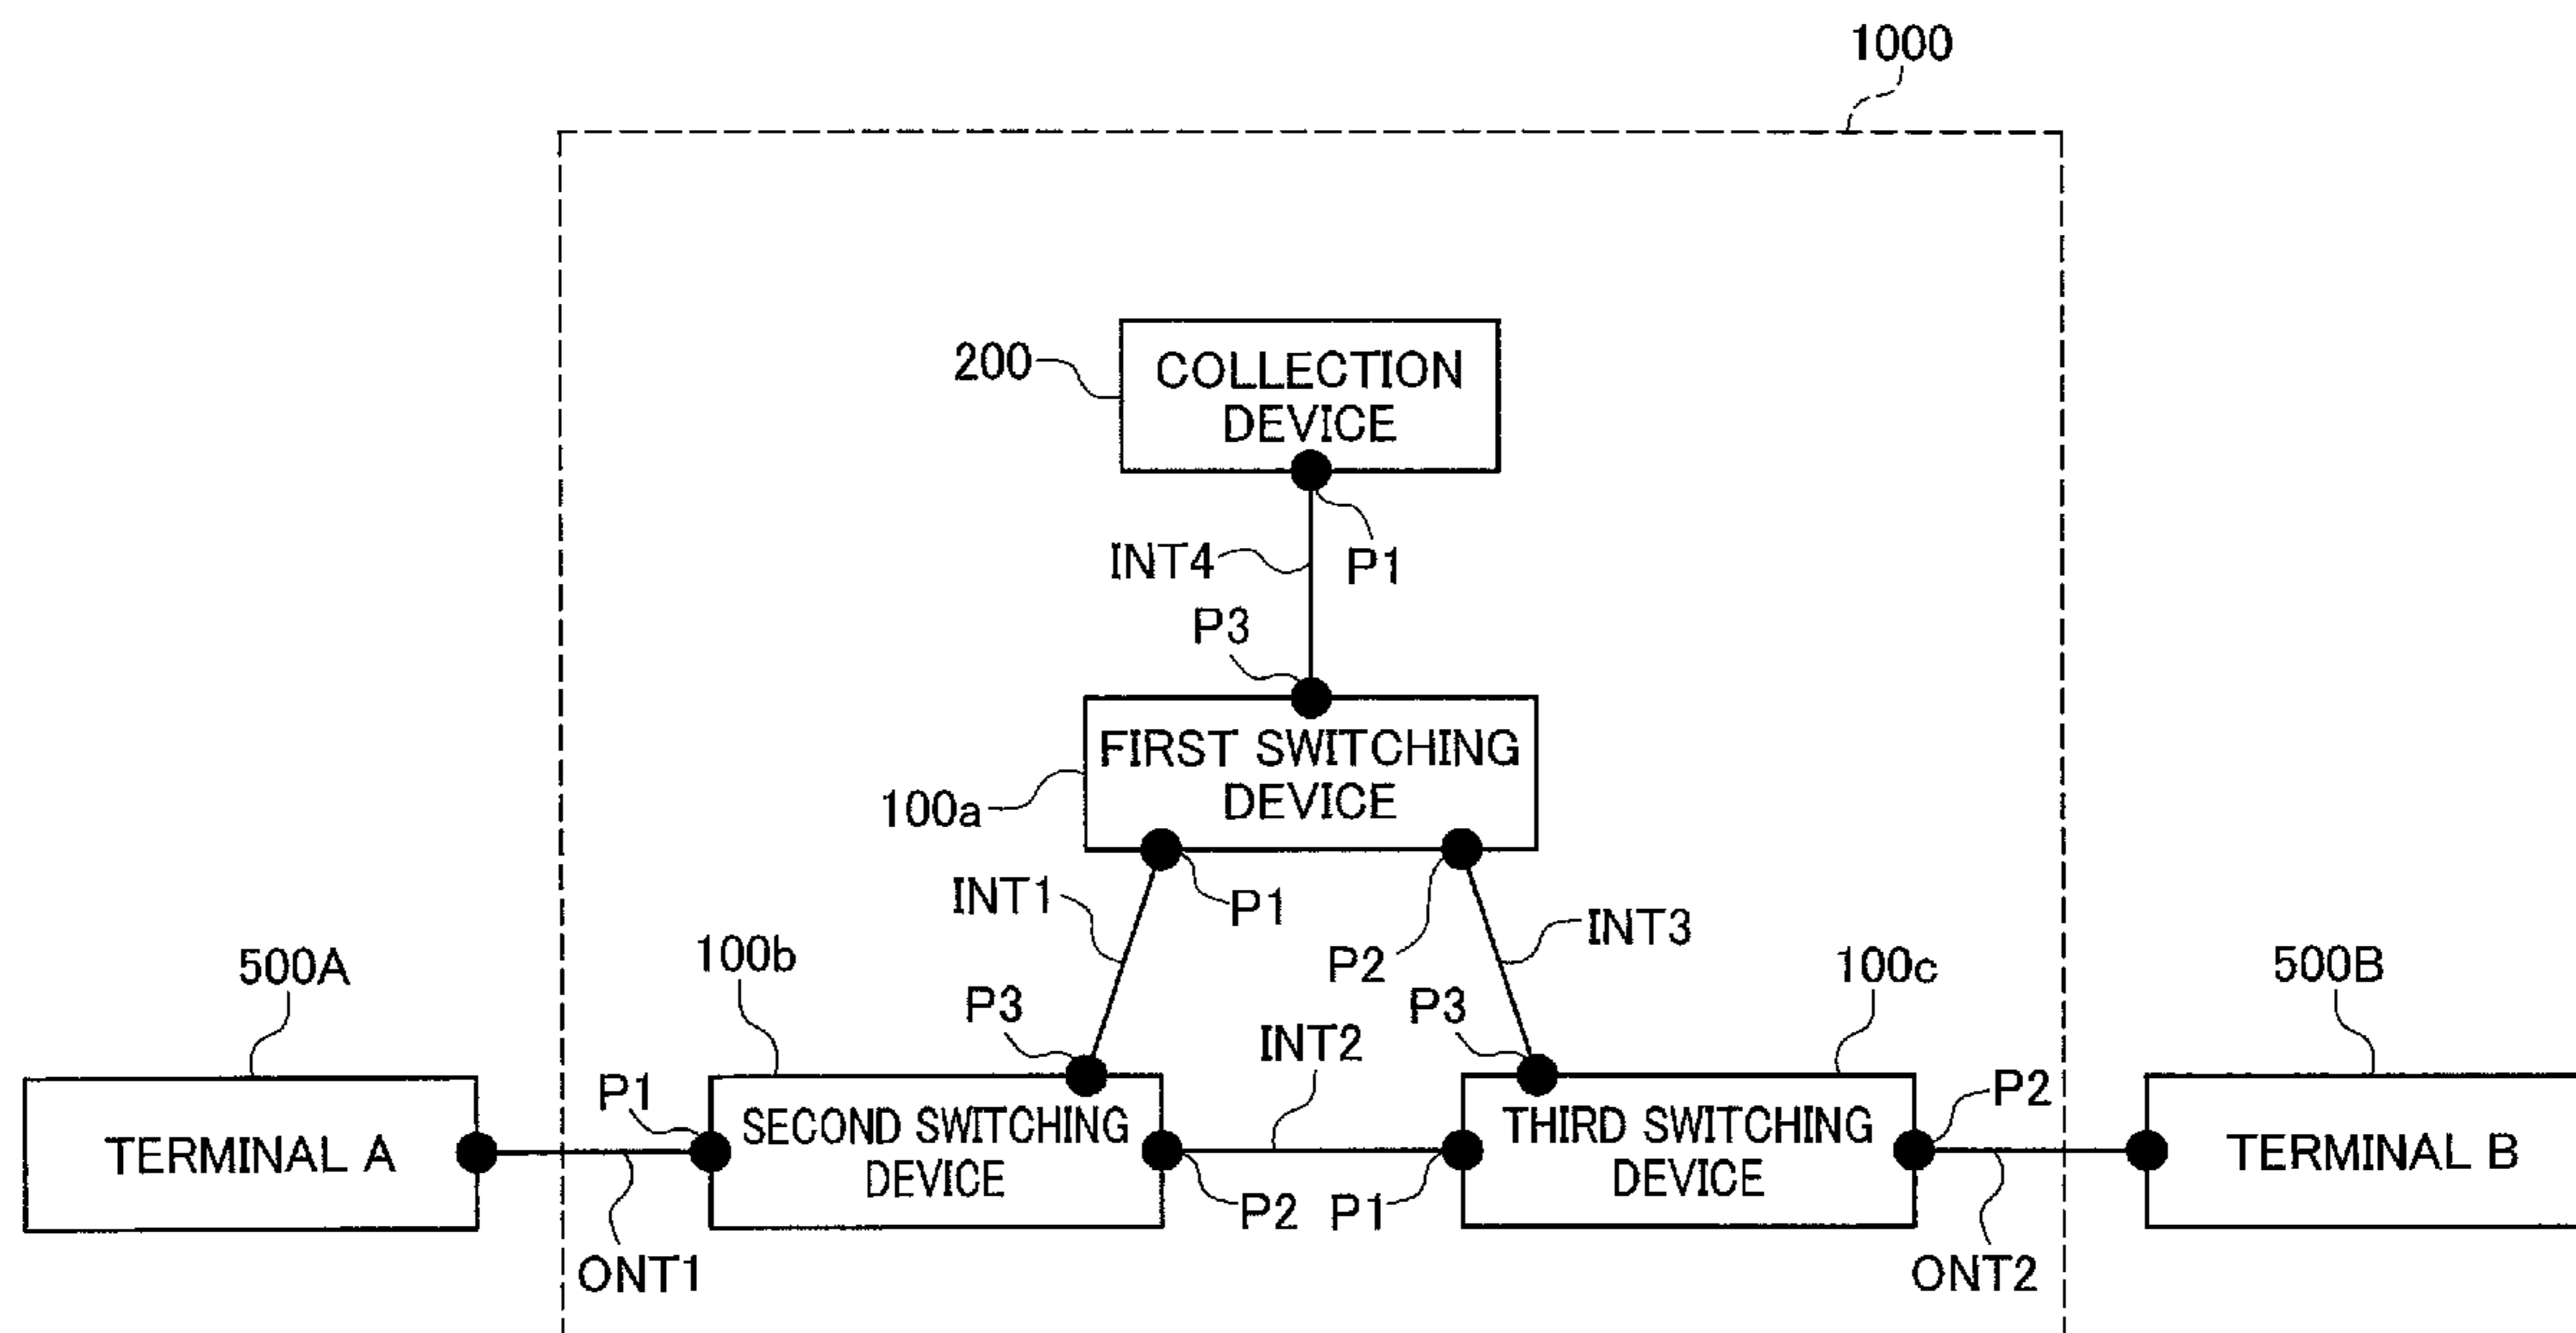 1000
200
COLLECTION
DEVICE
INT4
P1
P3
FIRST SWITCHING
DEVICE
100a
INT1
P1
P2
INT3
500A
100b
P3
INT2
P3
100c
500B
P1
P2
TERMINAL A
SECOND SWITCHING
DEVICE
THIRD SWITCHING
DEVICE
TERMINAL B
P2
P1
ONT1
ONT2